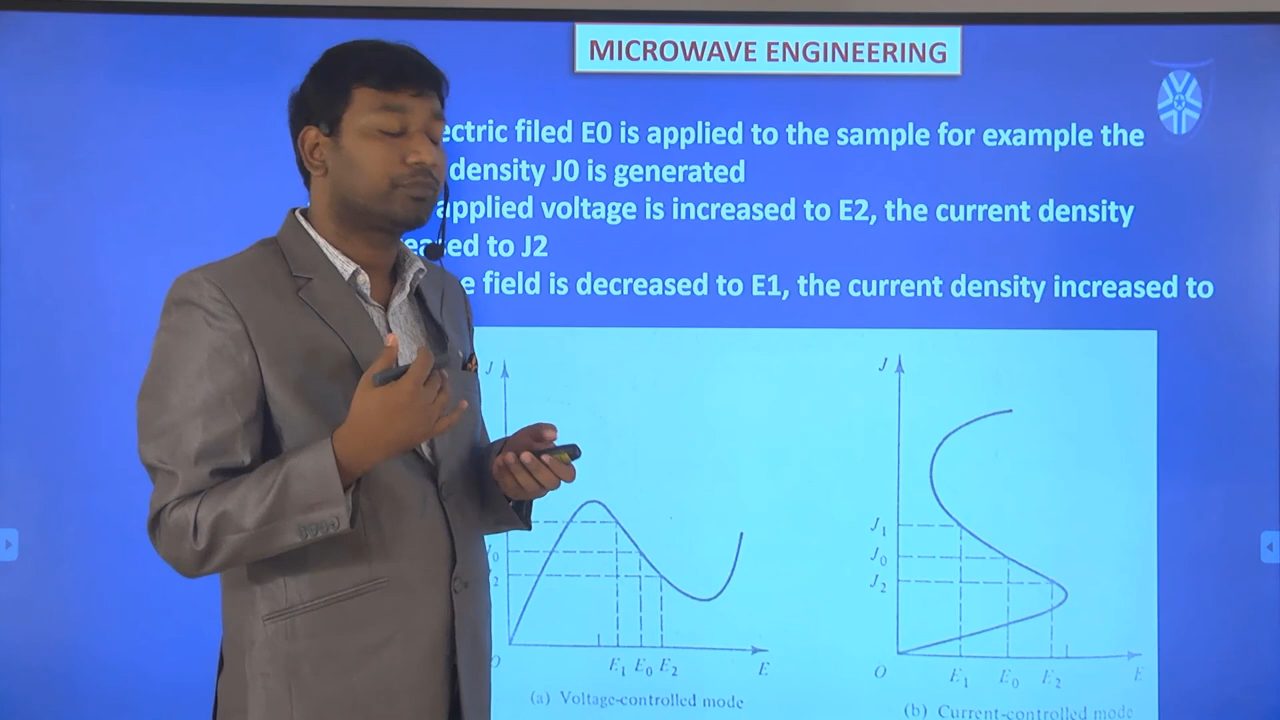 MICROWAVE ENGINEERING
ectric filed E0 is applied to the sample for example the
density J0 is generated
applied voltage is increased to E2, the current density
ed to J2
e field is decreased to E1, the current density increased to
J
J
J₁
J₀
J₂
O
E₁ E₀ E₂ E
O
E₁ E₀ E₂ E
(a) Voltage-controlled mode
(b) Current-controlled mode